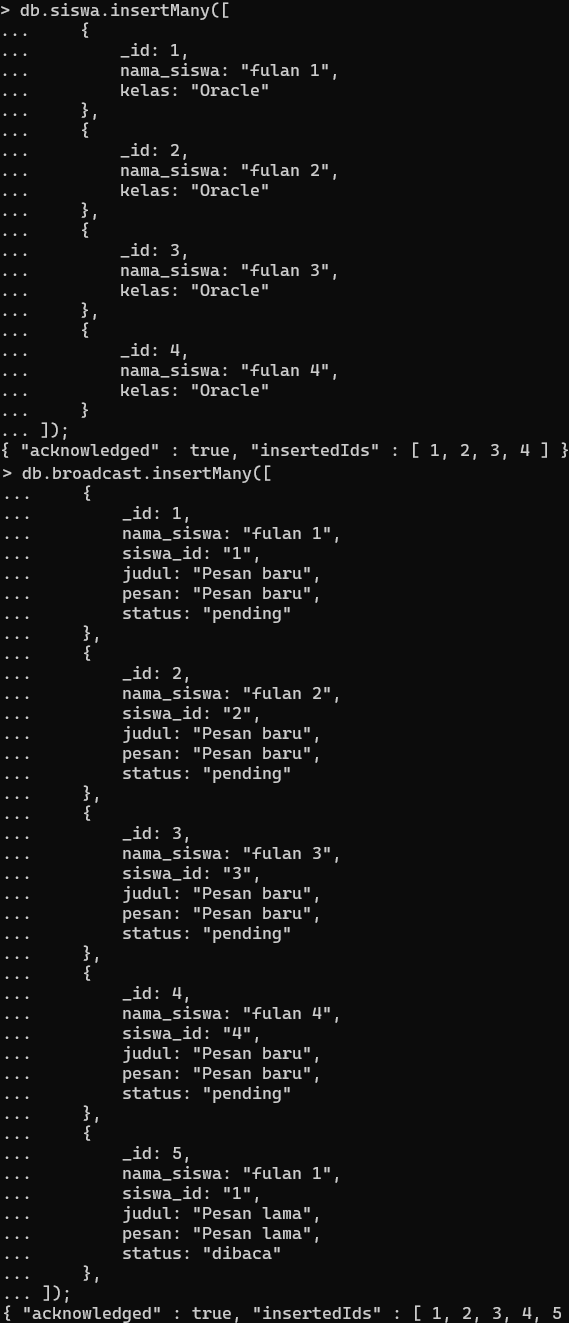 > db.siswa.insertMany([
...     {
...         _id: 1,
...         nama_siswa: "fulan 1",
...         kelas: "Oracle"
...     },
...     {
...         _id: 2,
...         nama_siswa: "fulan 2",
...         kelas: "Oracle"
...     },
...     {
...         _id: 3,
...         nama_siswa: "fulan 3",
...         kelas: "Oracle"
...     },
...     {
...         _id: 4,
...         nama_siswa: "fulan 4",
...         kelas: "Oracle"
...     }
... ]);
{ "acknowledged" : true, "insertedIds" : [ 1, 2, 3, 4 ] }
> db.broadcast.insertMany([
...     {
...         _id: 1,
...         nama_siswa: "fulan 1",
...         siswa_id: "1",
...         judul: "Pesan baru",
...         pesan: "Pesan baru",
...         status: "pending"
...     },
...     {
...         _id: 2,
...         nama_siswa: "fulan 2",
...         siswa_id: "2",
...         judul: "Pesan baru",
...         pesan: "Pesan baru",
...         status: "pending"
...     },
...     {
...         _id: 3,
...         nama_siswa: "fulan 3",
...         siswa_id: "3",
...         judul: "Pesan baru",
...         pesan: "Pesan baru",
...         status: "pending"
...     },
...     {
...         _id: 4,
...         nama_siswa: "fulan 4",
...         siswa_id: "4",
...         judul: "Pesan baru",
...         pesan: "Pesan baru",
...         status: "pending"
...     },
...     {
...         _id: 5,
...         nama_siswa: "fulan 1",
...         siswa_id: "1",
...         judul: "Pesan lama",
...         pesan: "Pesan lama",
...         status: "dibaca"
...     },
... ]);
{ "acknowledged" : true, "insertedIds" : [ 1, 2, 3, 4, 5